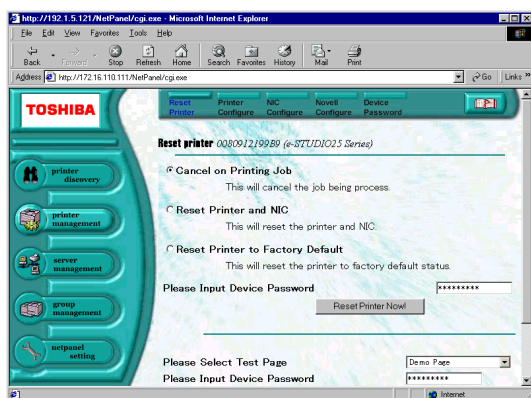 http://192.1.5.121/NetPanel/cgi.exe - Microsoft Internet Explorer
File Edit View Favorites Tools Help
Back Forward Stop Refresh Home Search Favorites History Mail Print
Address http://172.16.110.111/NetPanel/cgi.exe Go Links »
TOSHIBA
Reset Printer
Printer Configure
NIC Configure
Novell Configure
Device Password
printer discovery
printer management
server management
group management
netpanel setting
Reset printer 0080912199B9 (e-STUDIO25 Series)
Cancel on Printing Job
This will cancel the job being process.
Reset Printer and NIC
This will reset the printer and NIC.
Reset Printer to Factory Default
This will reset the printer to factory default status.
Please Input Device Password *********
Reset Printer Now!
Please Select Test Page Demo Page
Please Input Device Password *********
Internet